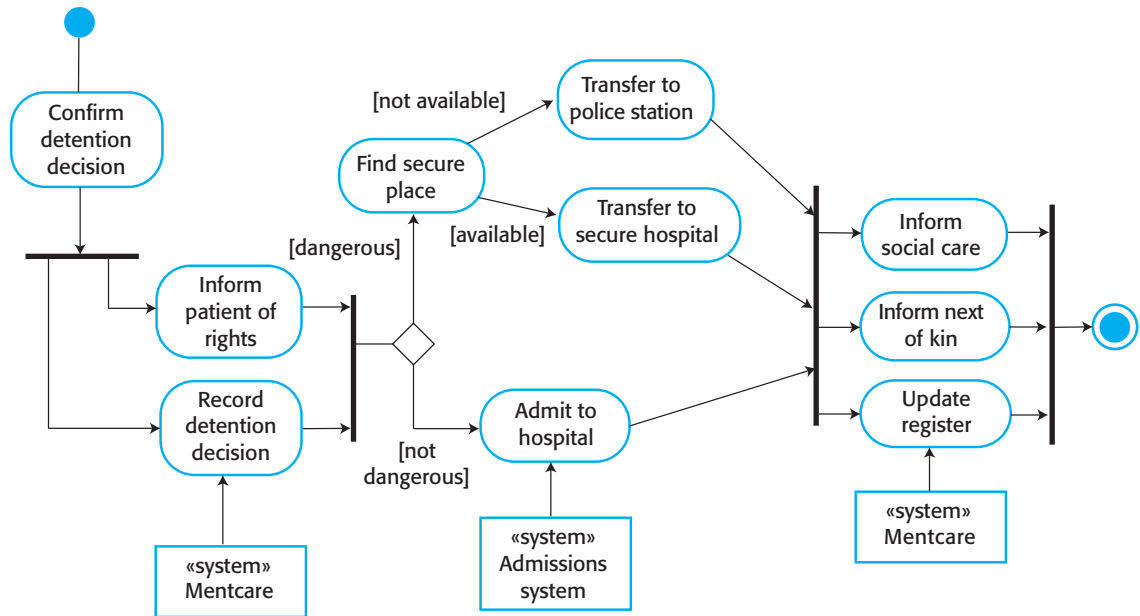 Confirm
detention
decision
Inform
patient of
rights
Record
detention
decision
«system»
Mentcare
[dangerous]
[not
dangerous]
Find secure
place
[not available]
[available]
Transfer to
police station
Transfer to
secure hospital
Admit to
hospital
«system»
Admissions
system
Inform
social care
Inform next
of kin
Update
register
«system»
Mentcare